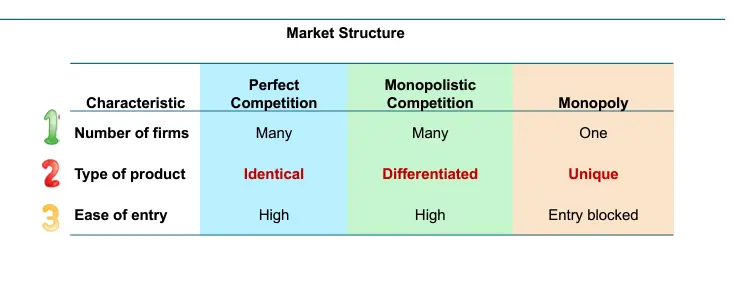 Market Structure
Characteristic Perfect Competition Monopolistic Competition Monopoly
1 Number of firms Many Many One
2 Type of product Identical Differentiated Unique
3 Ease of entry High High Entry blocked